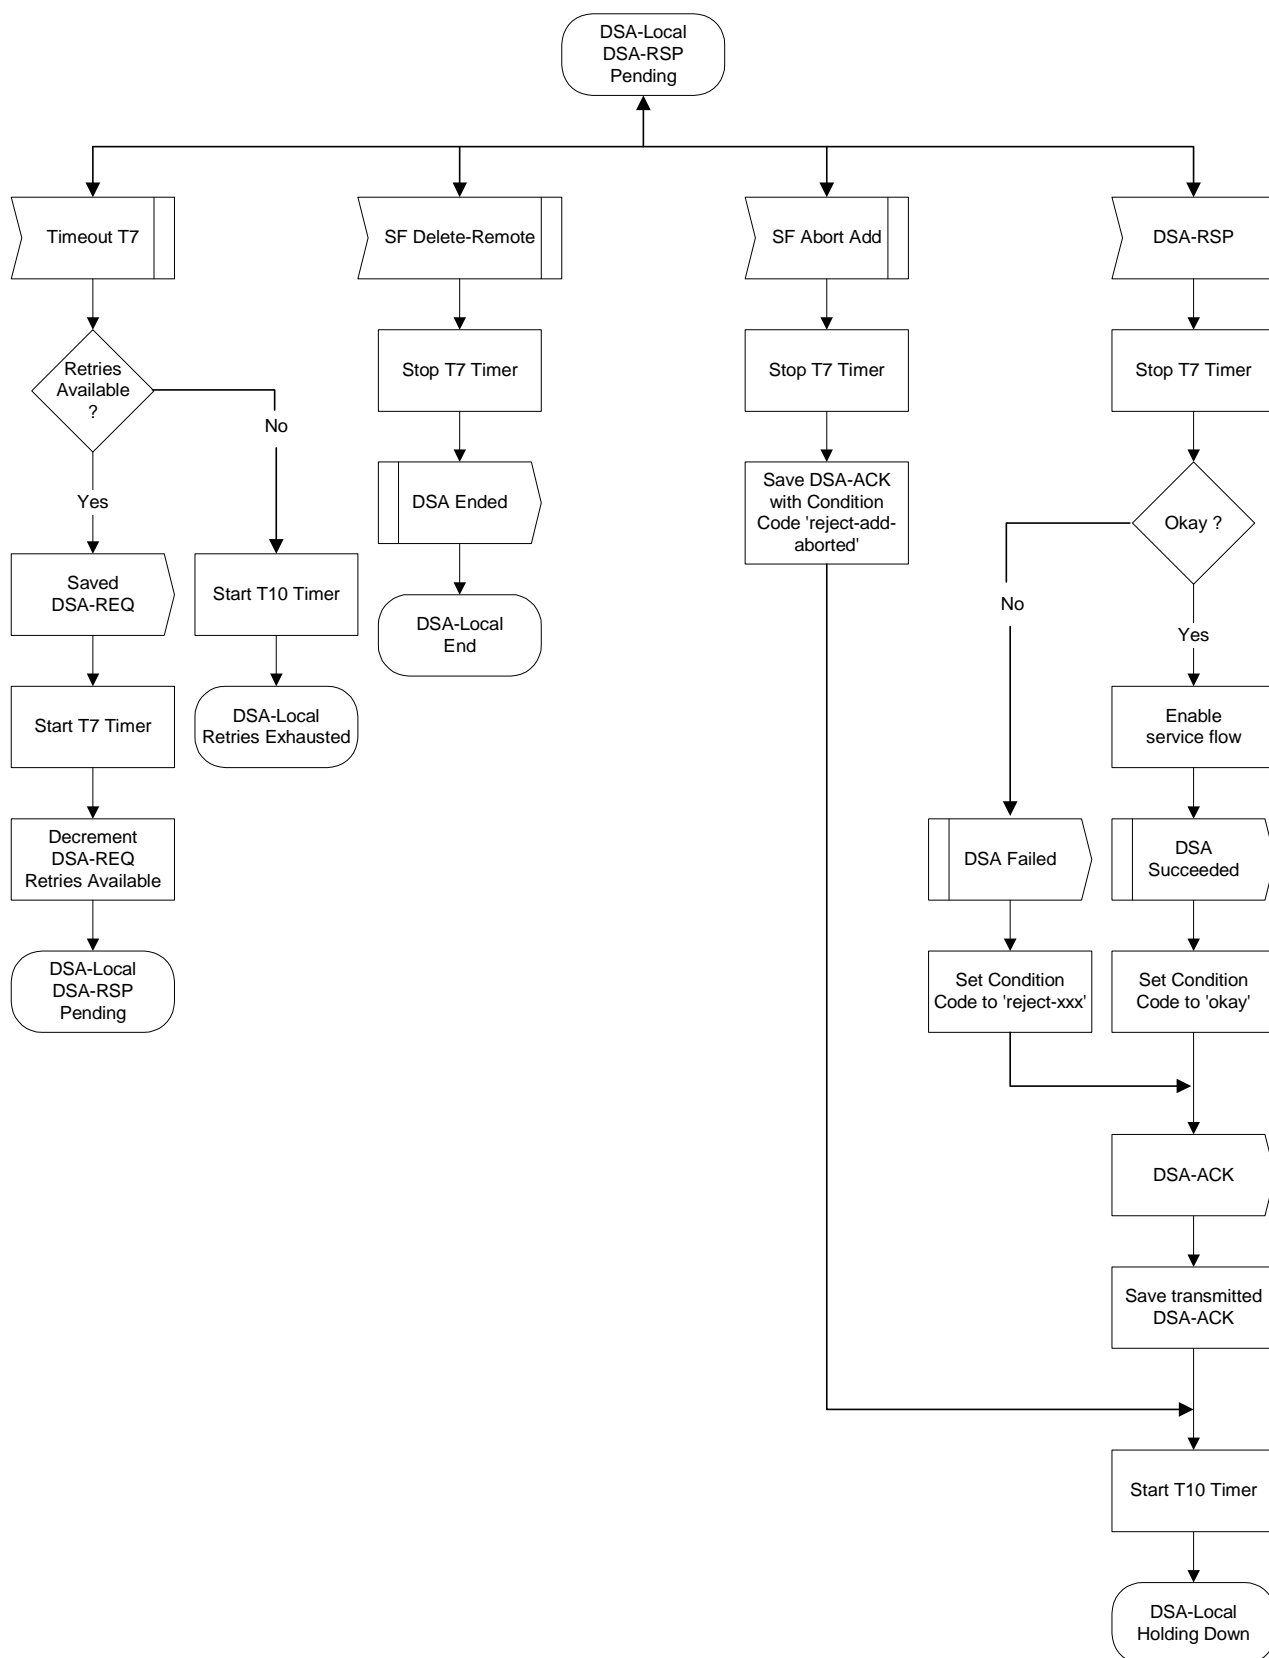 DSA-Local
DSA-RSP
Pending
Timeout T7
SF Delete-Remote
SF Abort Add
DSA-RSP
Retries
Available
?
No
Yes
Stop T7 Timer
Stop T7 Timer
Stop T7 Timer
DSA Ended
Save DSA-ACK
with Condition
Code 'reject-add-
aborted'
Okay ?
No
Yes
Saved
DSA-REQ
Start T10 Timer
DSA-Local
End
Start T7 Timer
DSA-Local
Retries Exhausted
Enable
service flow
Decrement
DSA-REQ
Retries Available
DSA Failed
DSA
Succeeded
DSA-Local
DSA-RSP
Pending
Set Condition
Code to 'reject-xxx'
Set Condition
Code to 'okay'
DSA-ACK
Save transmitted
DSA-ACK
Start T10 Timer
DSA-Local
Holding Down